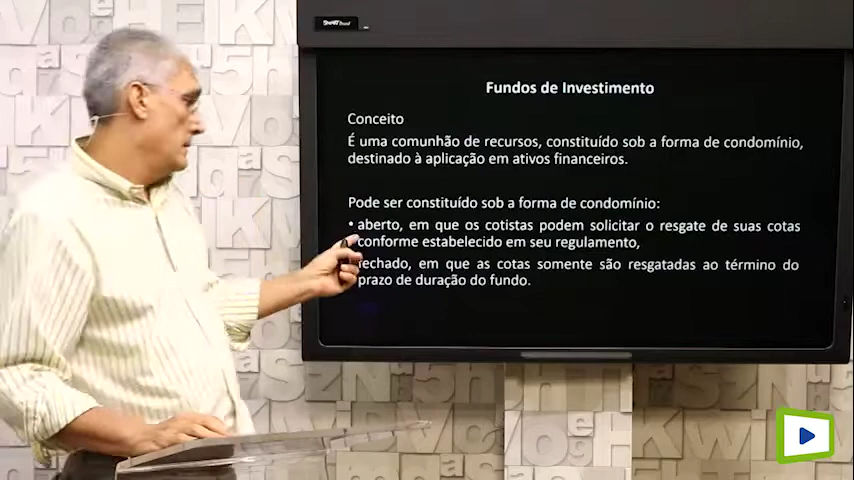 SMART Board
Fundos de Investimento
Conceito
É uma comunhão de recursos, constituído sob a forma de condomínio,
destinado à aplicação em ativos financeiros.
Pode ser constituído sob a forma de condomínio:
• aberto, em que os cotistas podem solicitar o resgate de suas cotas
conforme estabelecido em seu regulamento,
fechado, em que as cotas somente são resgatadas ao término do
prazo de duração do fundo.